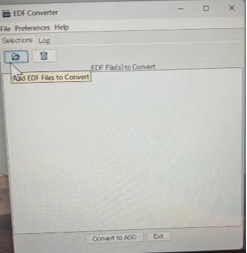 EDF Converter
File Preferences Help
Selections Log
EDF File(s) to Convert
Add EDF Files to Convert
Convert to ASC Exit